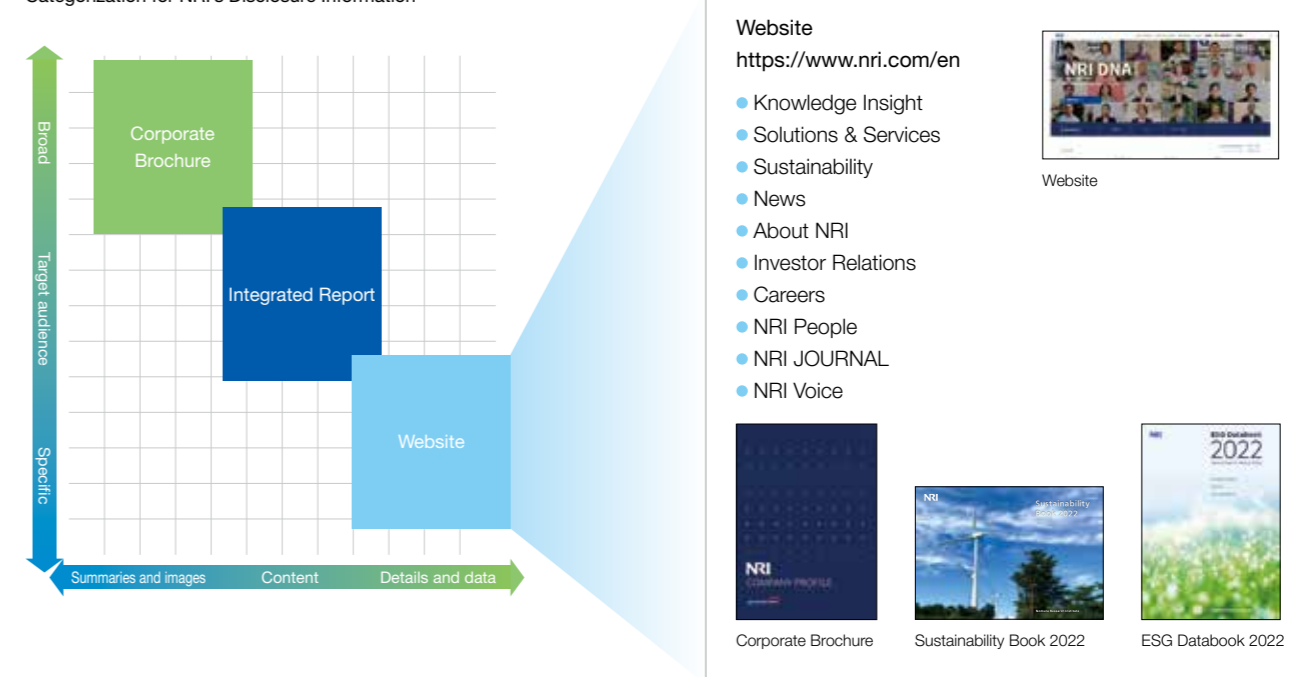 Categorization for NRI's Disclosure Information
Broad
Target audience
Specific
Corporate
Brochure
Integrated Report
Website
Summaries and images
Content
Details and data
Website
https://www.nri.com/en
Knowledge Insight
Solutions & Services
Sustainability
News
About NRI
Investor Relations
Careers
NRI People
NRI JOURNAL
NRI Voice
NRI DNA
Website
NRI
COMPANY PROFILE
Corporate Brochure
NRI
Sustainability
Book 2022
Sustainability Book 2022
NRI
ESG Databook
2022
ESG Databook 2022